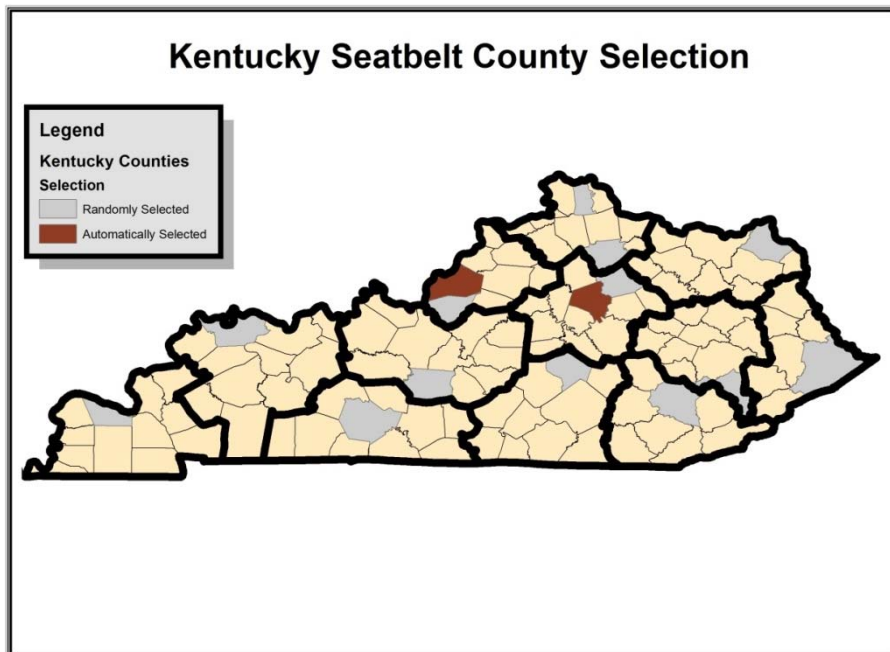 Kentucky Seatbelt County Selection
Legend
Kentucky Counties
Selection
Randomly Selected
Automatically Selected